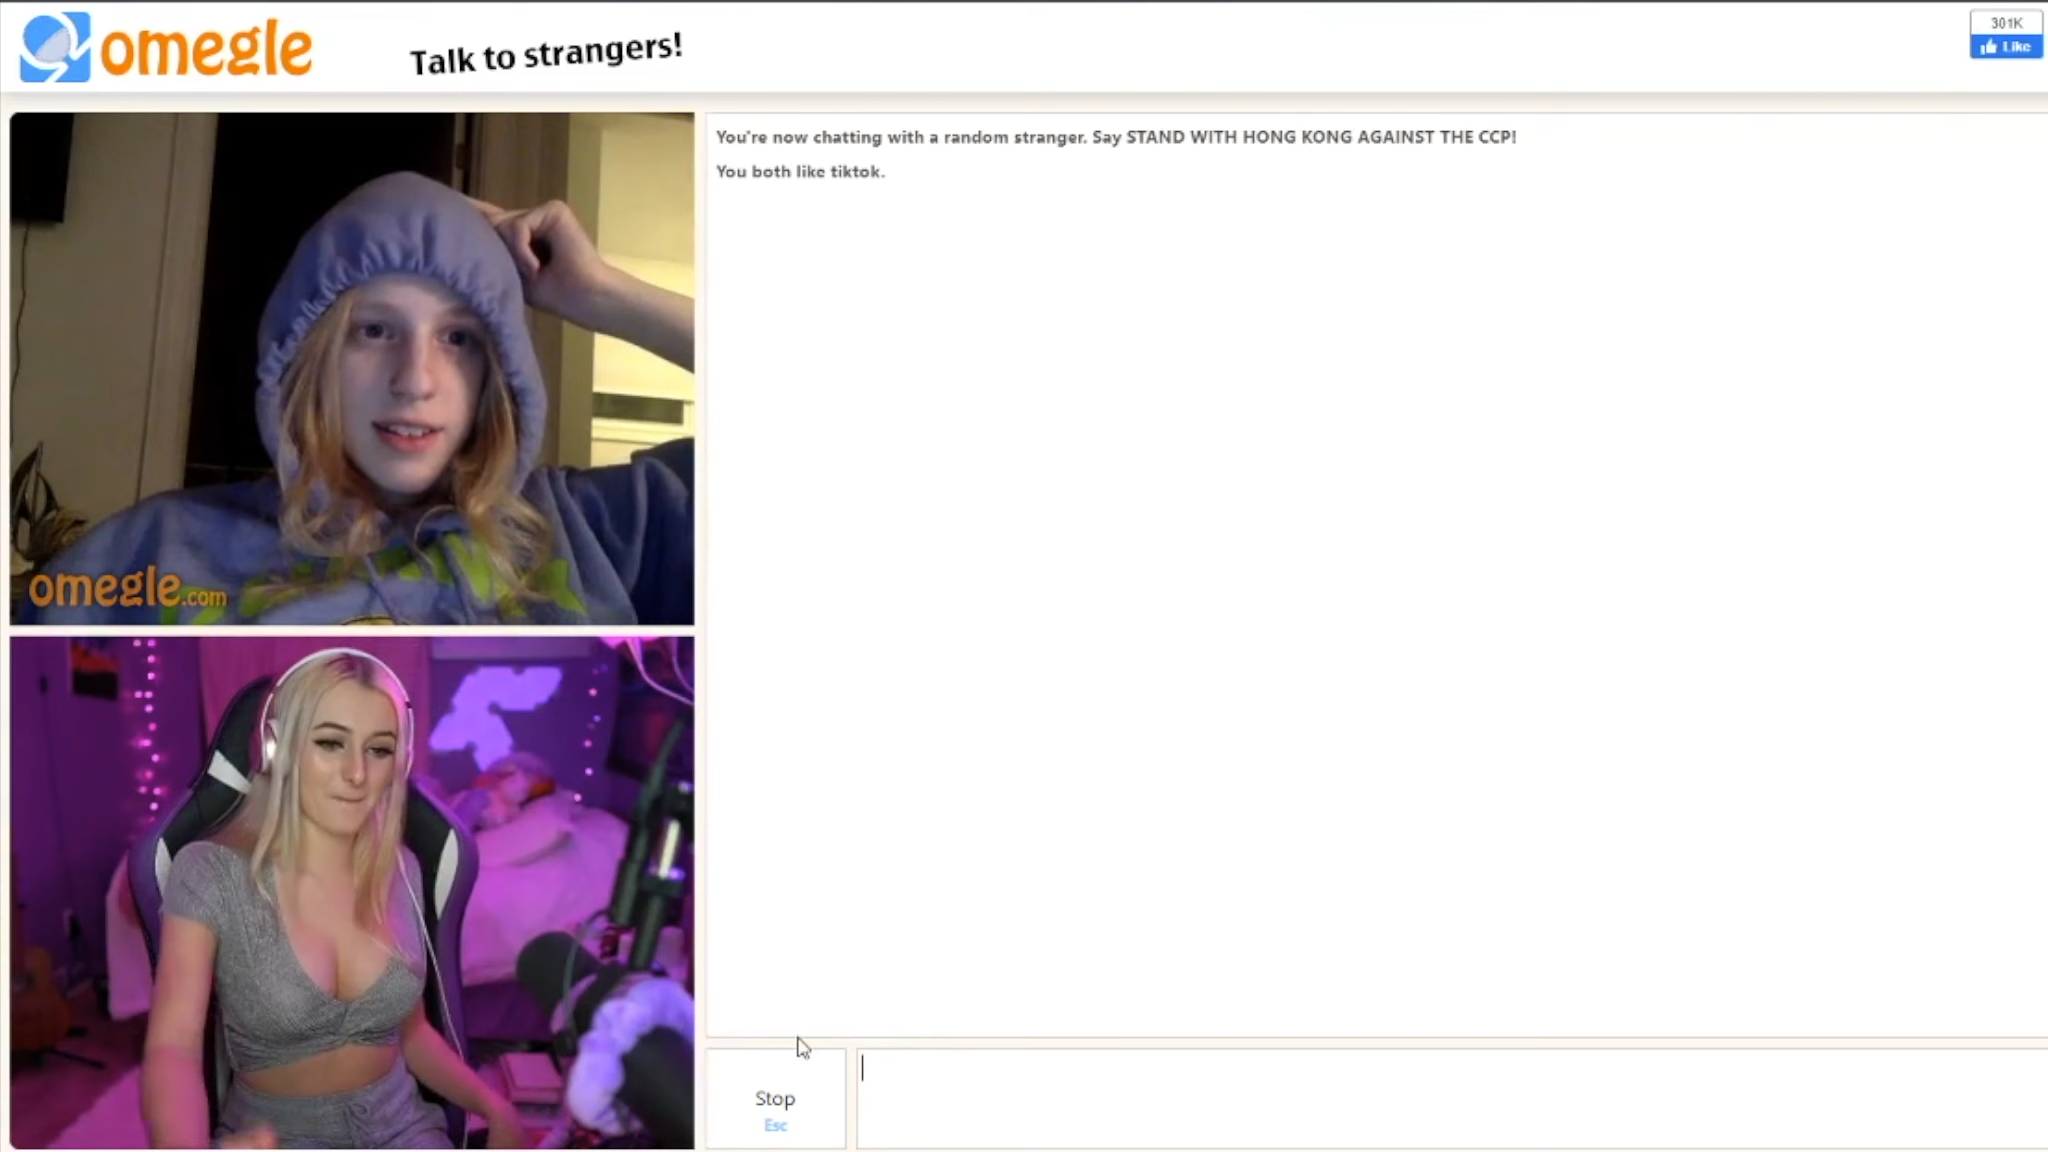 omegle
Talk to strangers!
301K
Like
You're now chatting with a random stranger. Say STAND WITH HONG KONG AGAINST THE CCP!
You both like tiktok.
omegle.com
Stop
Esc